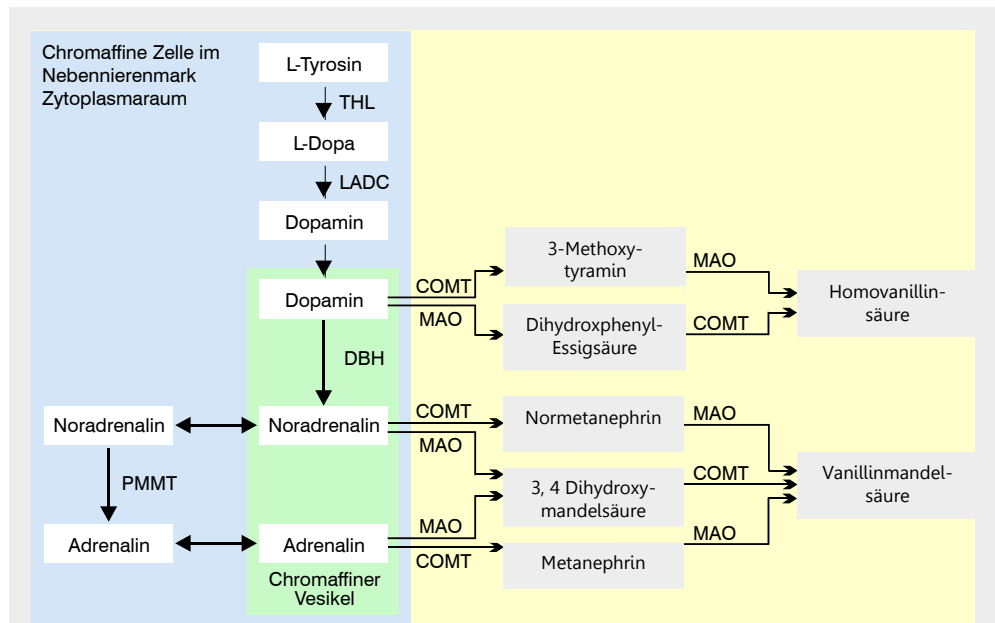 Chromaffine Zelle im
Nebennierenmark
Zytoplasmaraum
L-Tyrosin
THL
L-Dopa
LADC
Dopamin
Dopamin
DBH
Noradrenalin
Noradrenalin
PMMT
Adrenalin
Adrenalin
Chromaffiner
Vesikel
COMT
MAO
3-Methoxy-
tyramin
MAO
Dihydroxphenyl-
Essigsäure
COMT
Homovanillin-
säure
COMT
MAO
Normetanephrin
MAO
3, 4 Dihydroxy-
mandelsäure
COMT
MAO
COMT
Metanephrin
MAO
Vanillinmandel-
säure